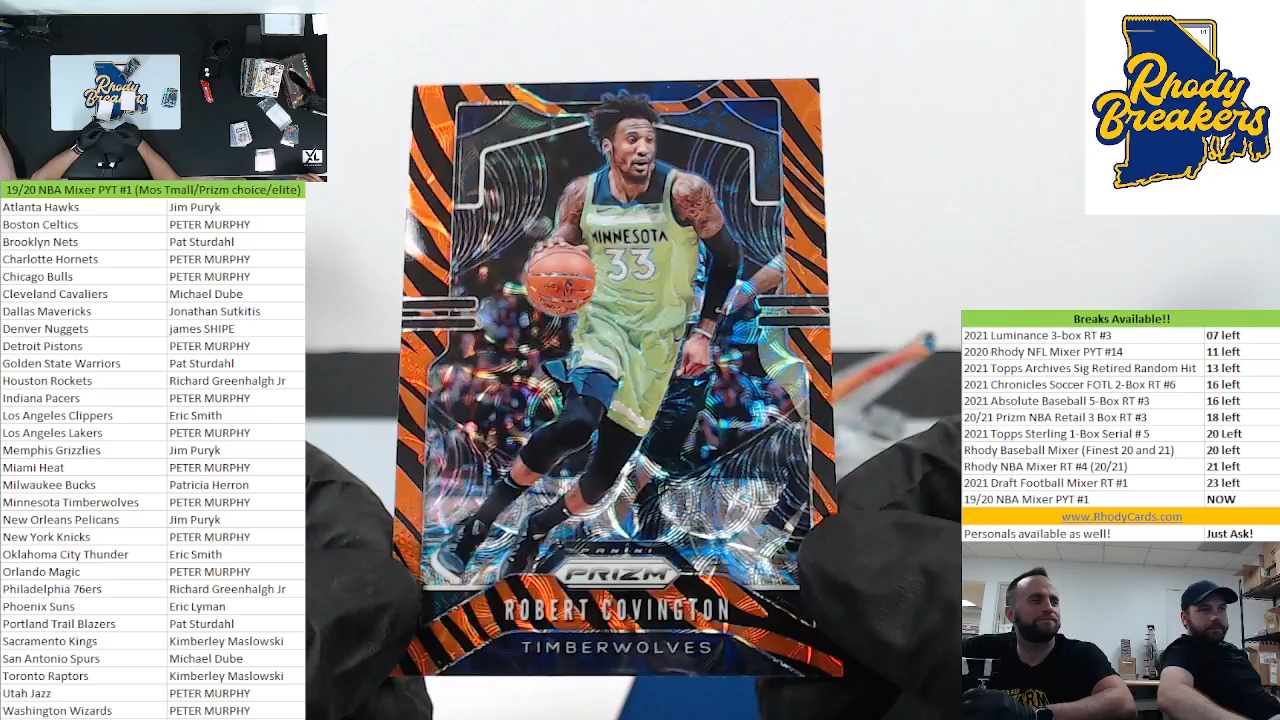 Rhody
Breakers
XL
19/20 NBA Mixer PYT #1 (Mos Tmall/Prizm choice/elite)
Atlanta Hawks Jim Puryk
Boston Celtics PETER MURPHY
Brooklyn Nets Pat Sturdahl
Charlotte Hornets PETER MURPHY
Chicago Bulls PETER MURPHY
Cleveland Cavaliers Michael Dube
Dallas Mavericks Jonathan Sutkitis
Denver Nuggets james SHIPE
Detroit Pistons PETER MURPHY
Golden State Warriors Pat Sturdahl
Houston Rockets Richard Greenhalgh Jr
Indiana Pacers PETER MURPHY
Los Angeles Clippers Eric Smith
Los Angeles Lakers PETER MURPHY
Memphis Grizzlies Jim Puryk
Miami Heat PETER MURPHY
Milwaukee Bucks Patricia Herron
Minnesota Timberwolves PETER MURPHY
New Orleans Pelicans Jim Puryk
New York Knicks PETER MURPHY
Oklahoma City Thunder Eric Smith
Orlando Magic PETER MURPHY
Philadelphia 76ers Richard Greenhalgh Jr
Phoenix Suns Eric Lyman
Portland Trail Blazers Pat Sturdahl
Sacramento Kings Kimberley Maslowski
San Antonio Spurs Michael Dube
Toronto Raptors Kimberley Maslowski
Utah Jazz PETER MURPHY
Washington Wizards PETER MURPHY
MINNESOTA
33
PANINI
PRIZM
ROBERT COVINGTON
TIMBERWOLVES
Rhody
Breakers
Breaks Available!!
2021 Luminance 3-box RT #3 07 left
2020 Rhody NFL Mixer PYT #14 11 left
2021 Topps Archives Sig Retired Random Hit 13 left
2021 Chronicles Soccer FOTL 2-Box RT #6 16 left
2021 Absolute Baseball 5-Box RT #3 16 left
20/21 Prizm NBA Retail 3 Box RT #3 18 left
2021 Topps Sterling 1-Box Serial # 5 20 Left
Rhody Baseball Mixer (Finest 20 and 21) 20 left
Rhody NBA Mixer RT #4 (20/21) 21 left
2021 Draft Football Mixer RT #1 23 left
19/20 NBA Mixer PYT #1 NOW
www.RhodyCards.com
Personals available as well! Just Ask!